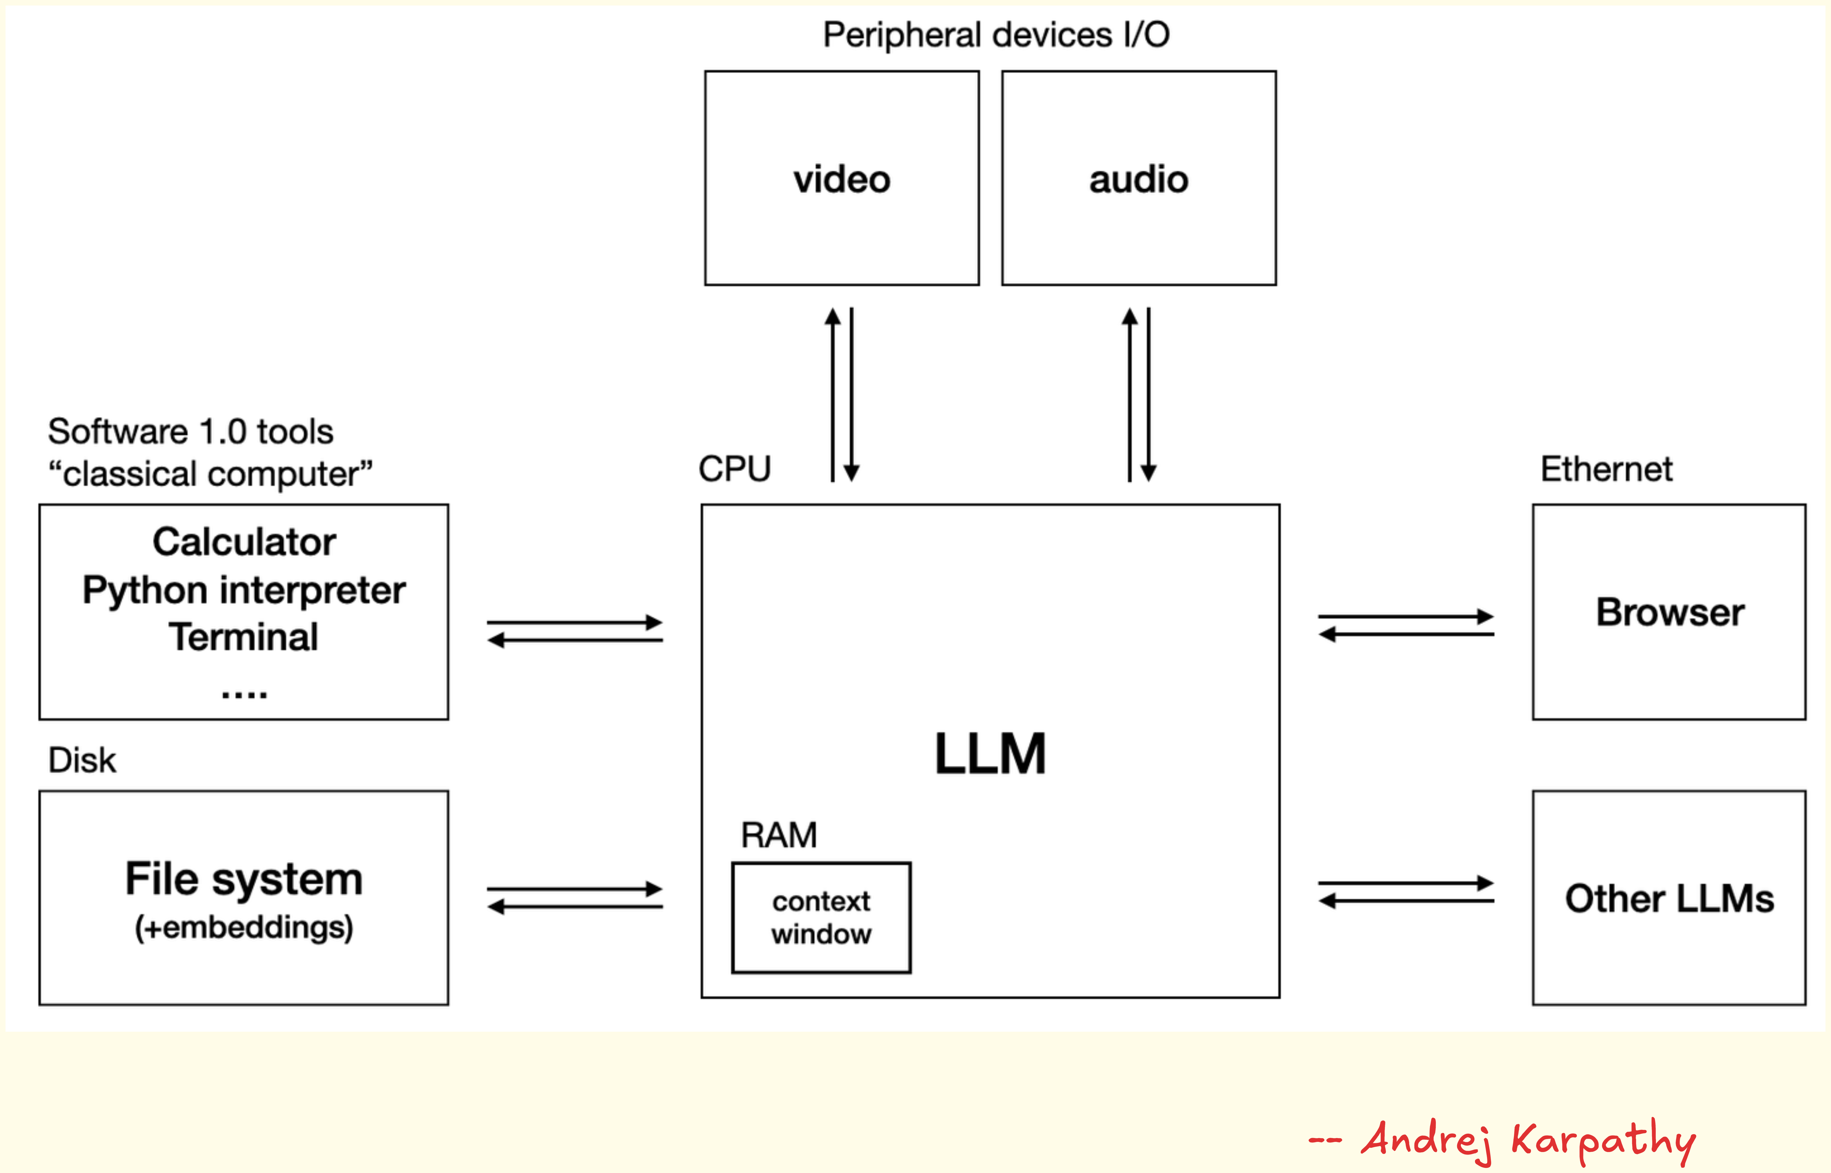 Peripheral devices I/O
video
audio
Software 1.0 tools
“classical computer”
Calculator
Python interpreter
Terminal
....
Disk
File system
(+embeddings)
CPU
LLM
RAM
context
window
Ethernet
Browser
Other LLMs
-- Andrej Karpathy